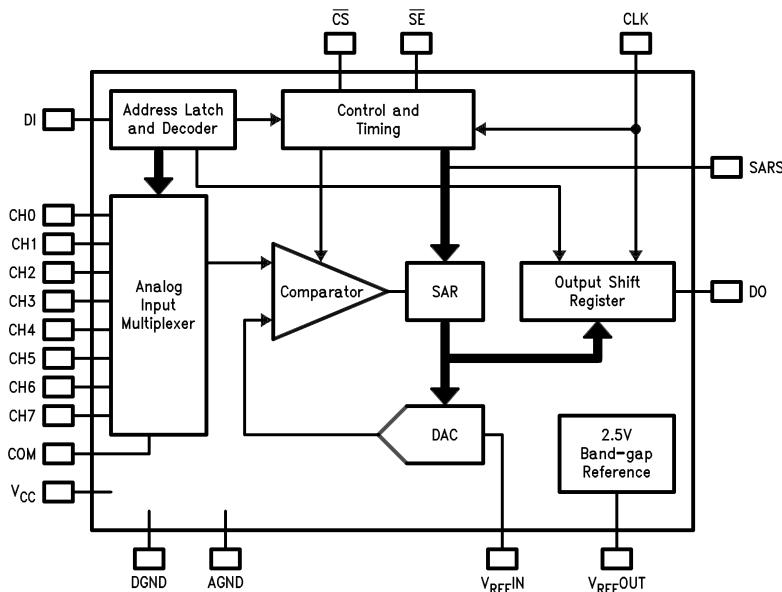 C̅S̅
S̅E̅
CLK
DI
Address Latch
and Decoder
Control and
Timing
SARS
CH0
CH1
CH2
CH3
CH4
CH5
CH6
CH7
COM
VCC
Analog
Input
Multiplexer
Comparator
SAR
Output Shift
Register
DO
DAC
2.5V
Band-gap
Reference
DGND
AGND
VREFIN
VREFOUT